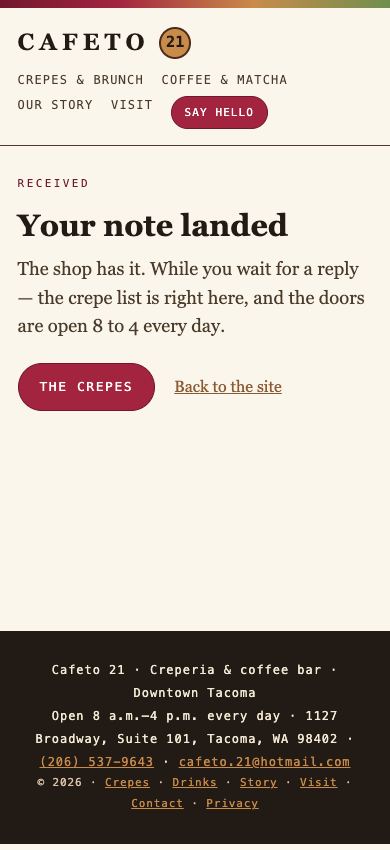 CAFETO 21
CREPES & BRUNCH COFFEE & MATCHA
OUR STORY VISIT SAY HELLO
RECEIVED
Your note landed
The shop has it. While you wait for a reply
— the crepe list is right here, and the doors
are open 8 to 4 every day.
THE CREPES Back to the site
Cafeto 21 · Creperia & coffee bar ·
Downtown Tacoma
Open 8 a.m.–4 p.m. every day · 1127
Broadway, Suite 101, Tacoma, WA 98402 ·
(206) 537-9643 · cafeto.21@hotmail.com
© 2026 · Crepes · Drinks · Story · Visit ·
Contact · Privacy